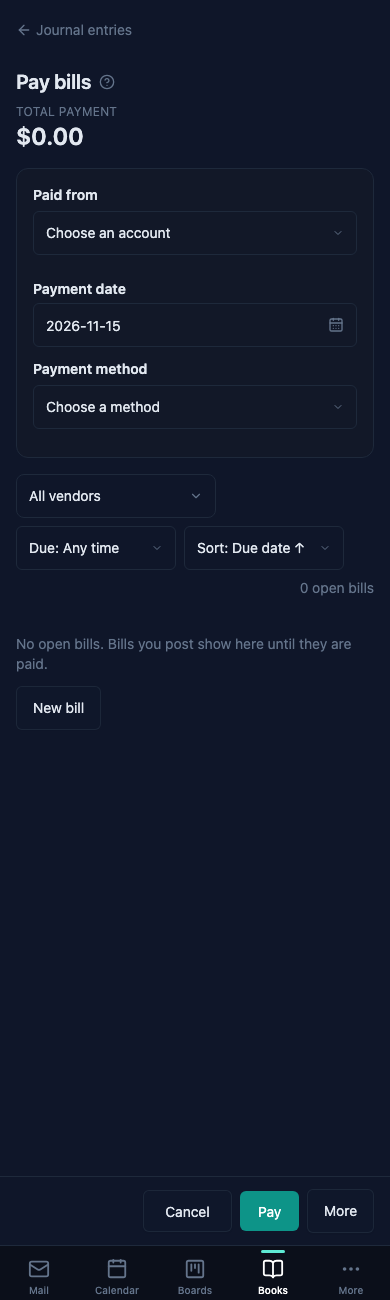 Journal entries
Pay bills
TOTAL PAYMENT
$0.00
Paid from
Choose an account
Payment date
2026-11-15
Payment method
Choose a method
All vendors
Due: Any time
Sort: Due date ↑
0 open bills
No open bills. Bills you post show here until they are
paid.
New bill
Cancel
Pay
More
Mail
Calendar
Boards
Books
More